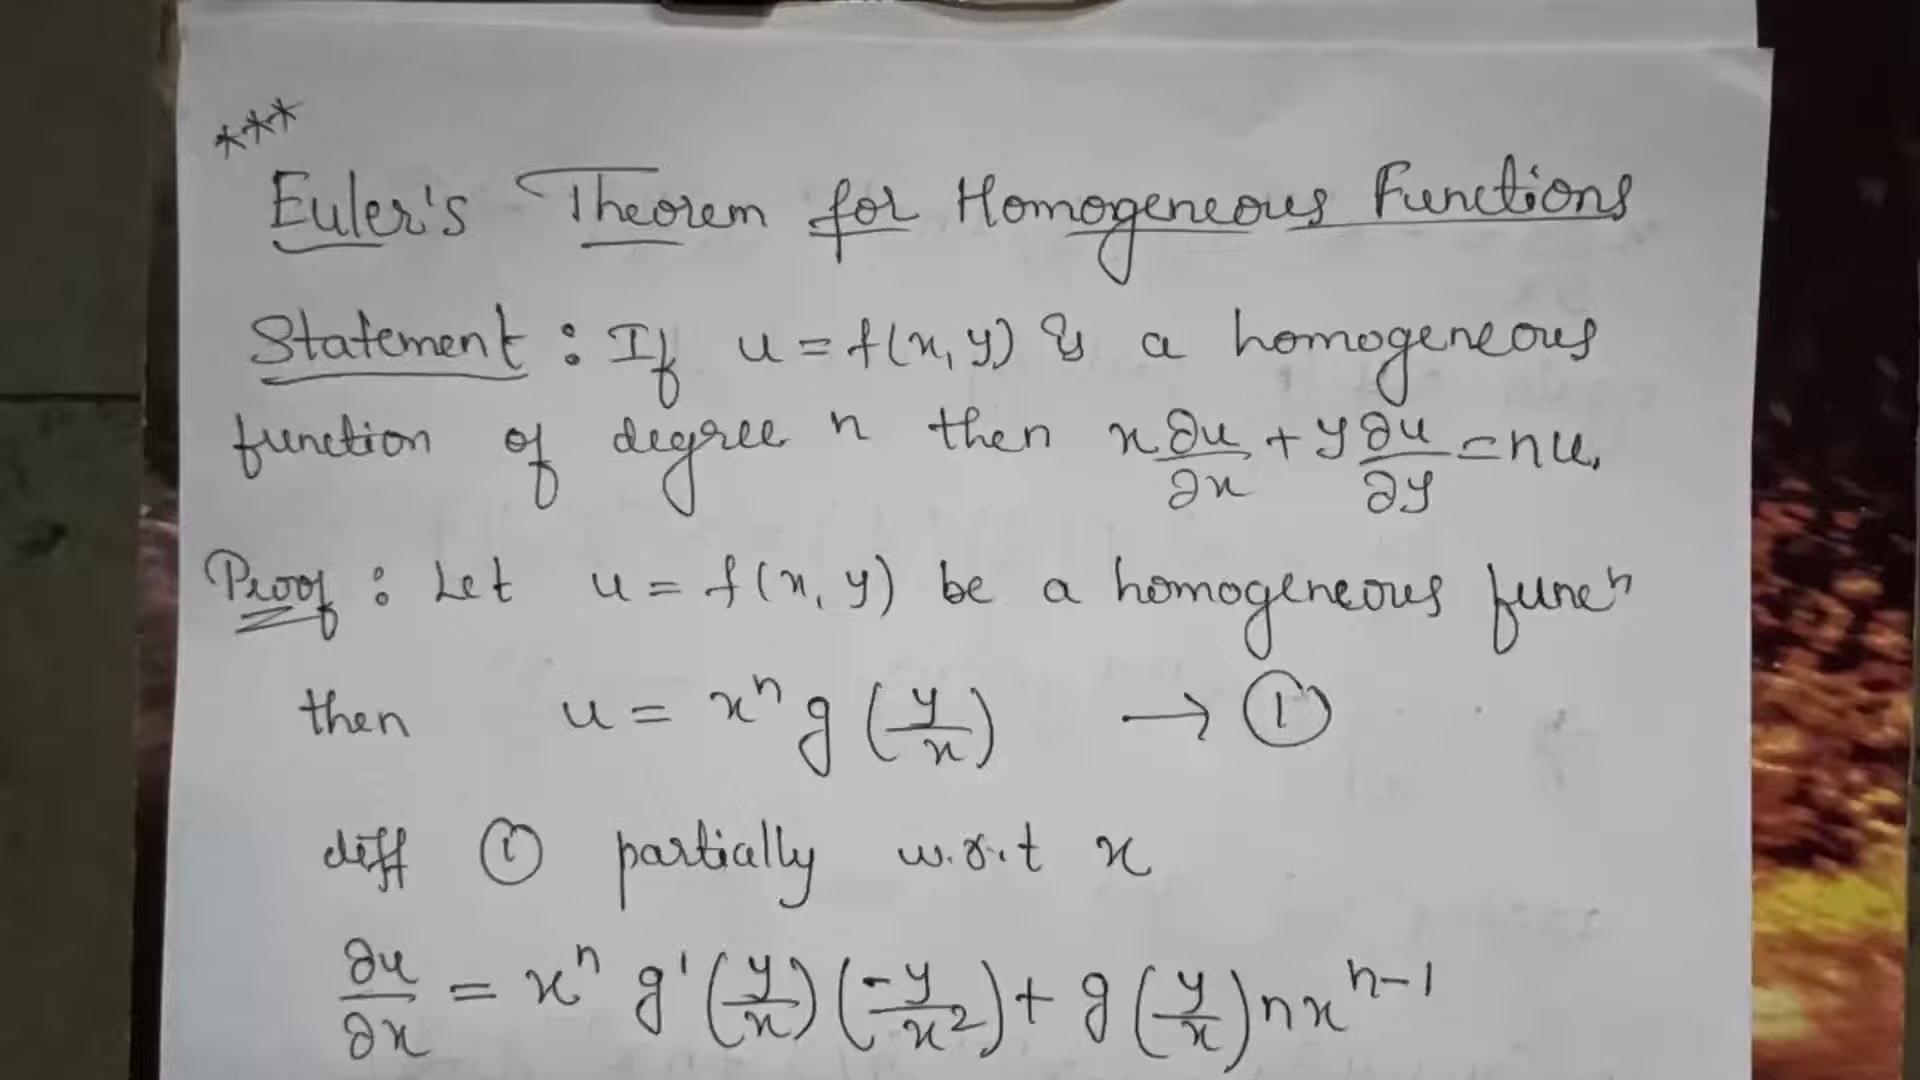 ***
Euler's Theorem for Homogeneous Functions
Statement : If u = f(x, y) is a homogeneous
function of degree n then x ∂u/∂x + y ∂u/∂y = nu.
Proof : Let u = f(x, y) be a homogeneous funcⁿ
then u = xⁿ g(y/x) → ①
diff ① partially w.r.t x
∂u/∂x = xⁿ g'(y/x) (-y/x²) + g(y/x) nxⁿ⁻¹